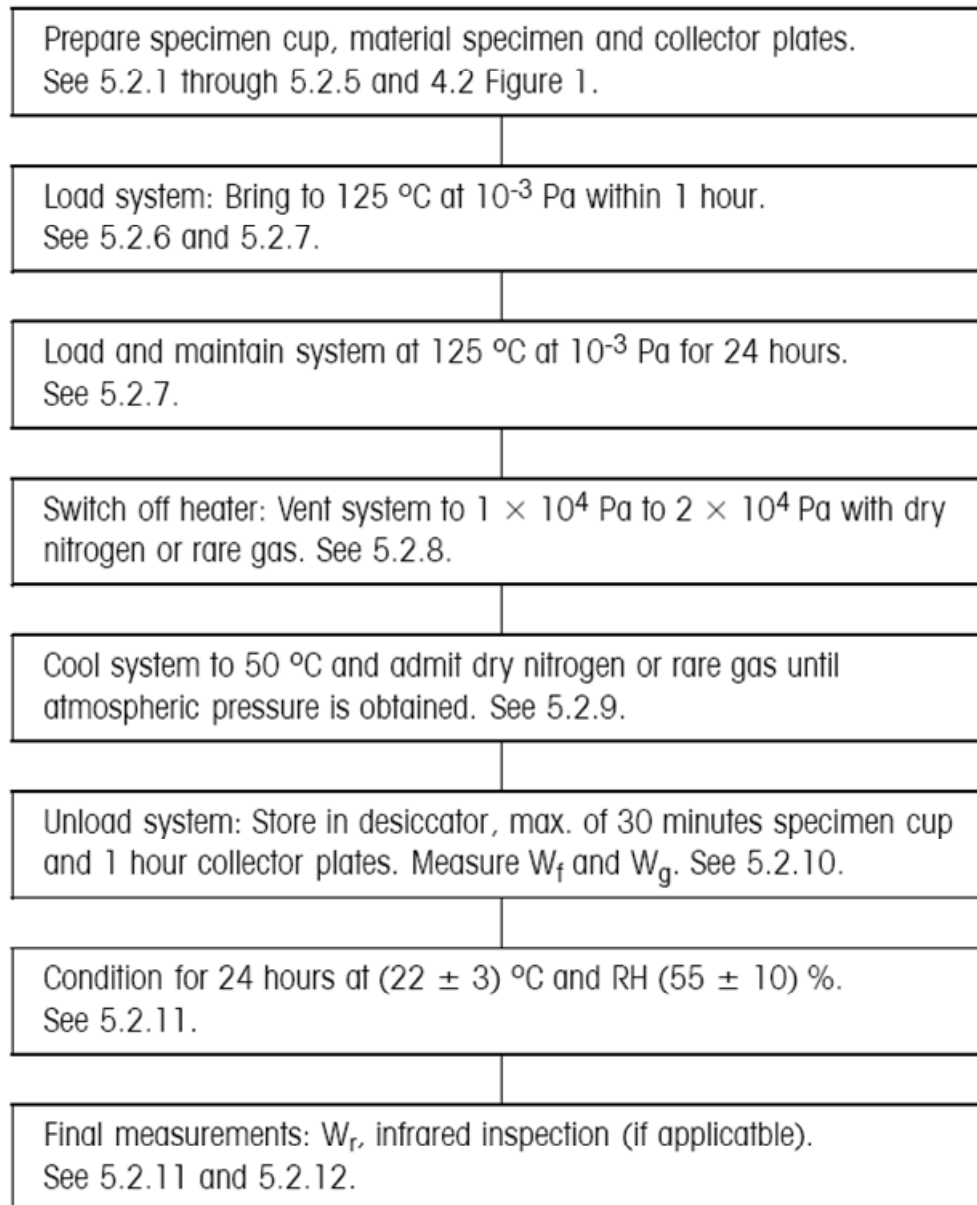 Prepare specimen cup, material specimen and collector plates.
See 5.2.1 through 5.2.5 and 4.2 Figure 1.
Load system: Bring to 125 ºC at 10⁻³ Pa within 1 hour.
See 5.2.6 and 5.2.7.
Load and maintain system at 125 ºC at 10⁻³ Pa for 24 hours.
See 5.2.7.
Switch off heater: Vent system to 1 × 10⁴ Pa to 2 × 10⁴ Pa with dry
nitrogen or rare gas. See 5.2.8.
Cool system to 50 ºC and admit dry nitrogen or rare gas until
atmospheric pressure is obtained. See 5.2.9.
Unload system: Store in desiccator, max. of 30 minutes specimen cup
and 1 hour collector plates. Measure W_f and W_g. See 5.2.10.
Condition for 24 hours at (22 ± 3) ºC and RH (55 ± 10) %.
See 5.2.11.
Final measurements: W_r, infrared inspection (if applicatble).
See 5.2.11 and 5.2.12.